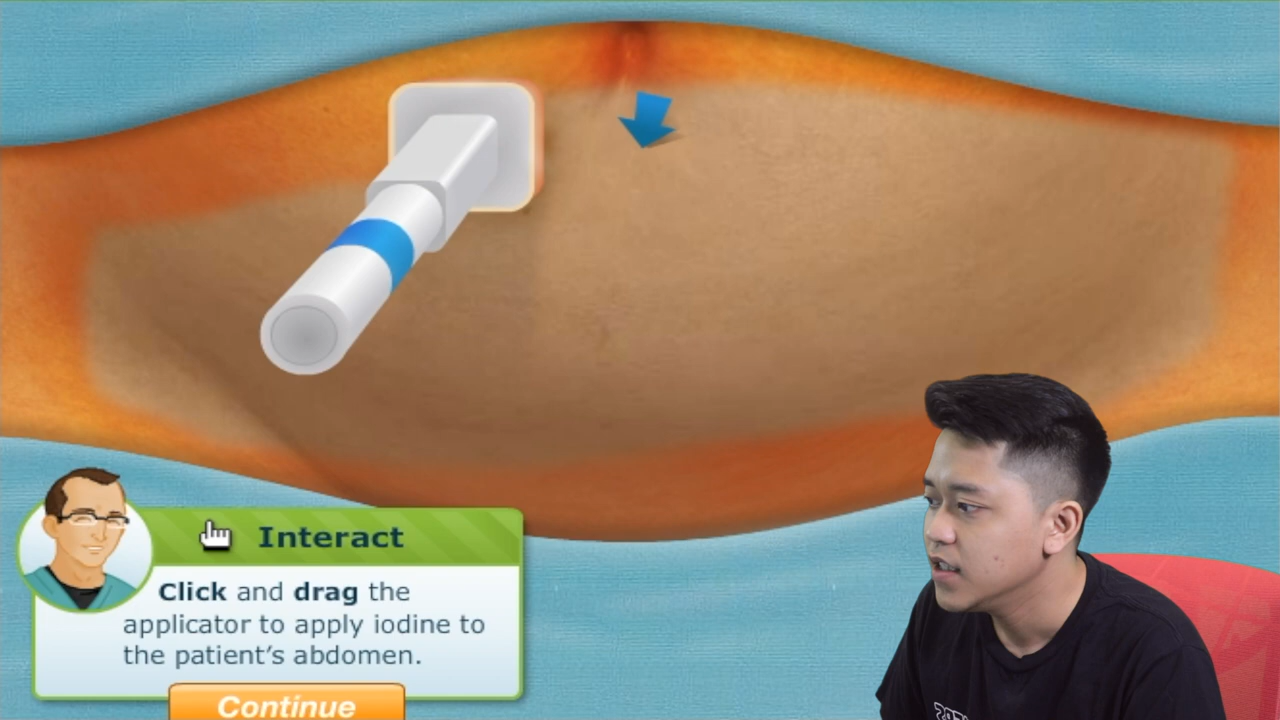 Interact
Click and drag the
applicator to apply iodine to
the patient’s abdomen.
Continue